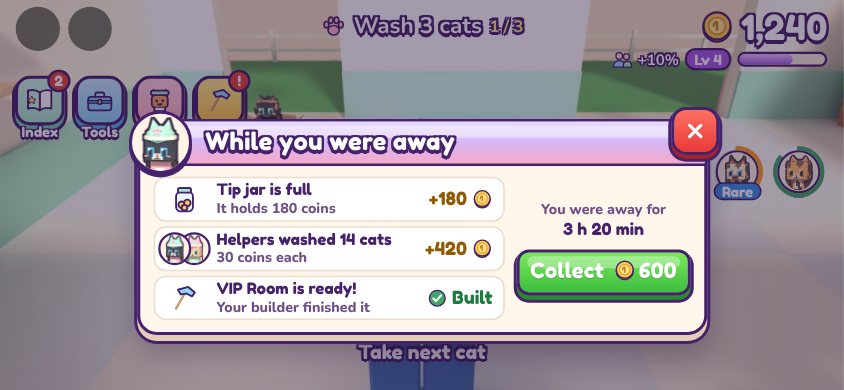 Wash 3 cats 1/3
1,240
+10% Lv 4
2
!
Index
Tools
While you were away
Tip jar is full
It holds 180 coins
+180
Helpers washed 14 cats
30 coins each
+420
VIP Room is ready!
Your builder finished it
Built
You were away for
3 h 20 min
Collect 600
Rare
Take next cat